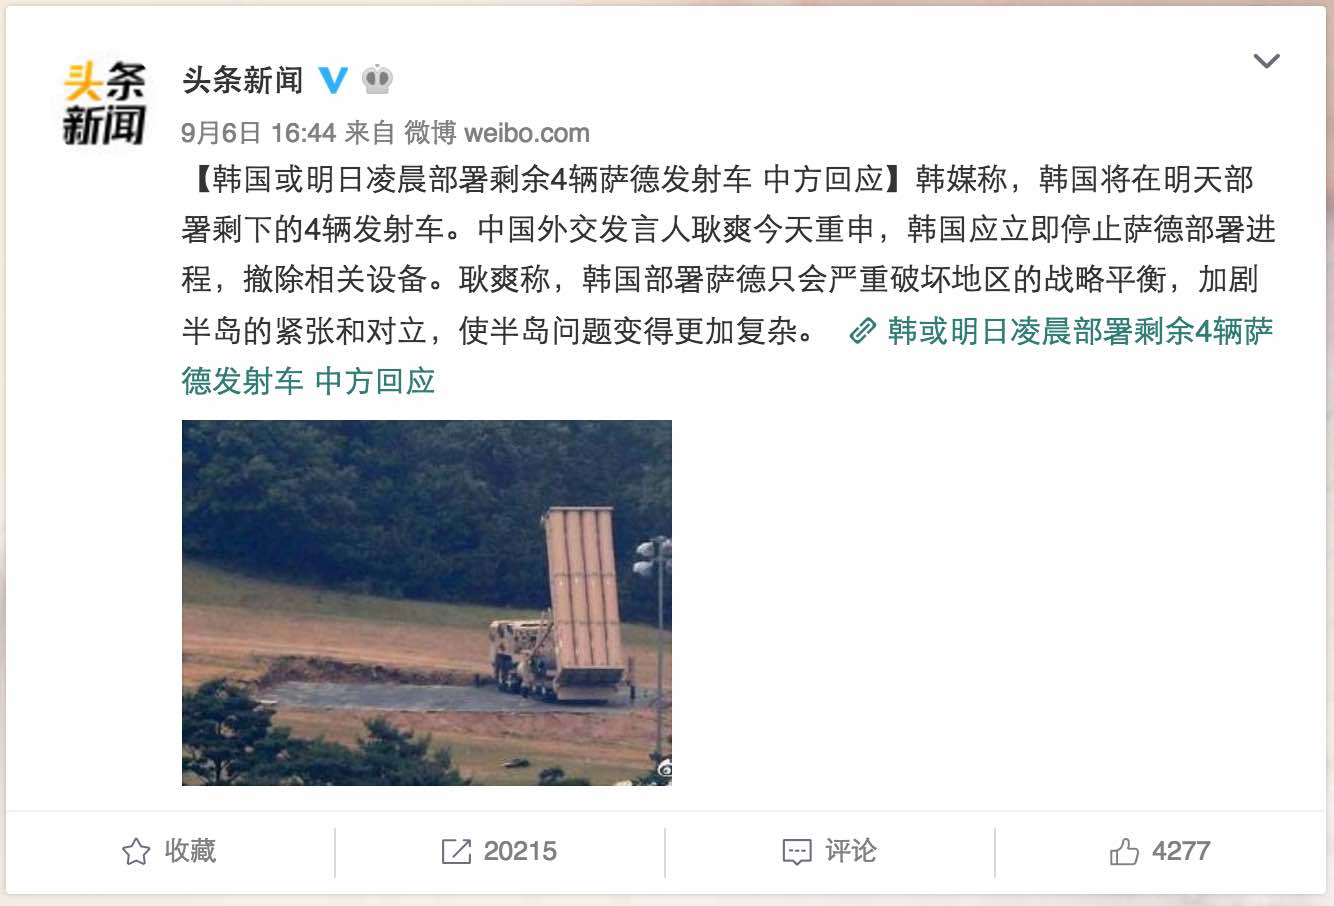 头条
新闻
头条新闻
9月6日 16:44 来自 微博 weibo.com
【韩国或明日凌晨部署剩余4辆萨德发射车 中方回应】韩媒称，韩国将在明天部
署剩下的4辆发射车。中国外交发言人耿爽今天重申，韩国应立即停止萨德部署进
程，撤除相关设备。耿爽称，韩国部署萨德只会严重破坏地区的战略平衡，加剧
半岛的紧张和对立，使半岛问题变得更加复杂。 韩或明日凌晨部署剩余4辆萨
德发射车 中方回应
收藏
20215
评论
4277